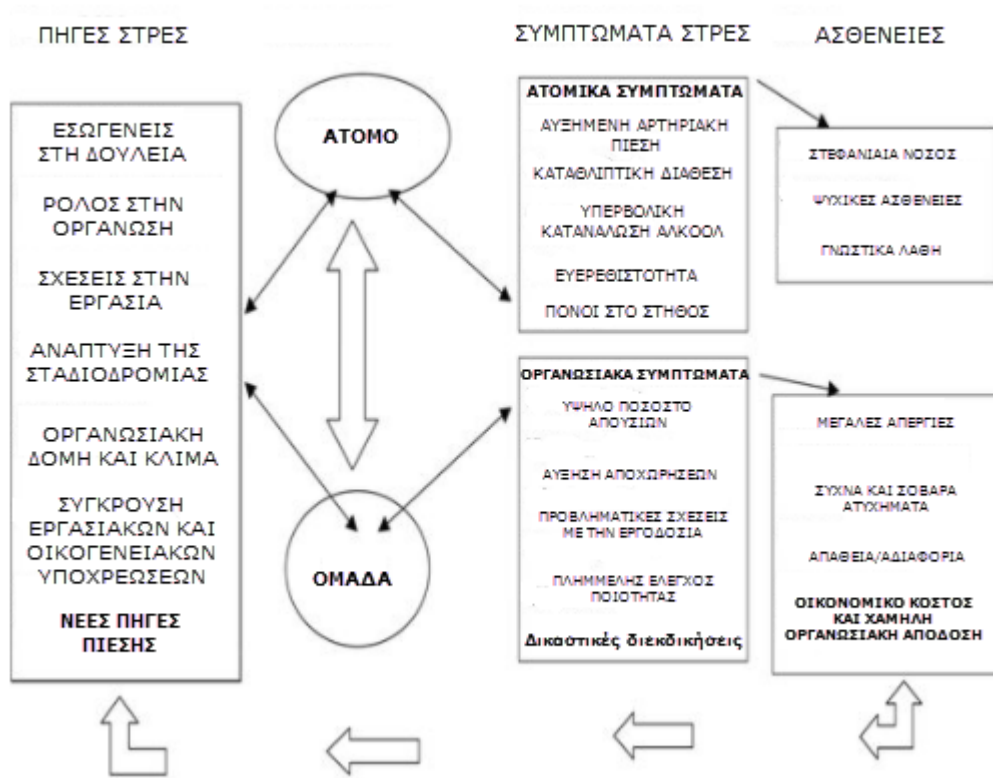 ΠΗΓΕΣ ΣΤΡΕΣ
ΕΣΩΓΕΝΕΙΣ
ΣΤΗ ΔΟΥΛΕΙΑ
ΡΟΛΟΣ ΣΤΗΝ
ΟΡΓΑΝΩΣΗ
ΣΧΕΣΕΙΣ ΣΤΗΝ
ΕΡΓΑΣΙΑ
ΑΝΑΠΤΥΞΗ ΤΗΣ
ΣΤΑΔΙΟΔΡΟΜΙΑΣ
ΟΡΓΑΝΩΣΙΑΚΗ
ΔΟΜΗ ΚΑΙ ΚΛΙΜΑ
ΣΥΓΚΡΟΥΣΗ
ΕΡΓΑΣΙΑΚΩΝ ΚΑΙ
ΟΙΚΟΓΕΝΕΙΑΚΩΝ
ΥΠΟΧΡΕΩΣΕΩΝ
ΝΕΕΣ ΠΗΓΕΣ
ΠΙΕΣΗΣ
ΑΤΟΜΟ
ΟΜΑΔΑ
ΣΥΜΠΤΩΜΑΤΑ ΣΤΡΕΣ
ΑΤΟΜΙΚΑ ΣΥΜΠΤΩΜΑΤΑ
ΑΥΞΗΜΕΝΗ ΑΡΤΗΡΙΑΚΗ
ΠΙΕΣΗ
ΚΑΤΑΘΛΙΠΤΙΚΗ ΔΙΑΘΕΣΗ
ΥΠΕΡΒΟΛΙΚΗ
ΚΑΤΑΝΑΛΩΣΗ ΑΛΚΟΟΛ
ΕΥΕΡΕΘΙΣΤΟΤΗΤΑ
ΠΟΝΟΙ ΣΤΟ ΣΤΗΘΟΣ
ΟΡΓΑΝΩΣΙΑΚΑ ΣΥΜΠΤΩΜΑΤΑ
ΥΨΗΛΟ ΠΟΣΟΣΤΟ
ΑΠΟΥΣΙΩΝ
ΑΥΞΗΣΗ ΑΠΟΧΩΡΗΣΕΩΝ
ΠΡΟΒΛΗΜΑΤΙΚΕΣ ΣΧΕΣΕΙΣ
ΜΕ ΤΗΝ ΕΡΓΟΔΟΣΙΑ
ΠΛΗΜΜΕΛΗΣ ΕΛΕΓΧΟΣ
ΠΟΙΟΤΗΤΑΣ
Δικαστικές διεκδικήσεις
ΑΣΘΕΝΕΙΕΣ
ΣΤΕΦΑΝΙΑΙΑ ΝΟΣΟΣ
ΨΥΧΙΚΕΣ ΑΣΘΕΝΕΙΕΣ
ΓΝΩΣΤΙΚΑ ΛΑΘΗ
ΜΕΓΑΛΕΣ ΑΠΕΡΓΙΕΣ
ΣΥΧΝΑ ΚΑΙ ΣΟΒΑΡΑ
ΑΤΥΧΗΜΑΤΑ
ΑΠΑΘΕΙΑ/ΑΔΙΑΦΟΡΙΑ
ΟΙΚΟΝΟΜΙΚΟ ΚΟΣΤΟΣ
ΚΑΙ ΧΑΜΗΛΗ
ΟΡΓΑΝΩΣΙΑΚΗ ΑΠΟΔΟΣΗ